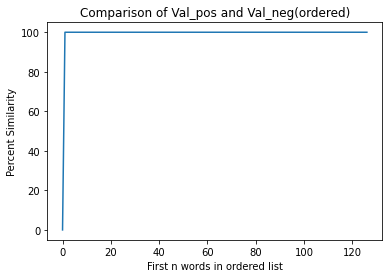 Comparison of Val_pos and Val_neg(ordered)
Percent Similarity
100
80
60
40
20
0
0 20 40 60 80 100 120
First n words in ordered list